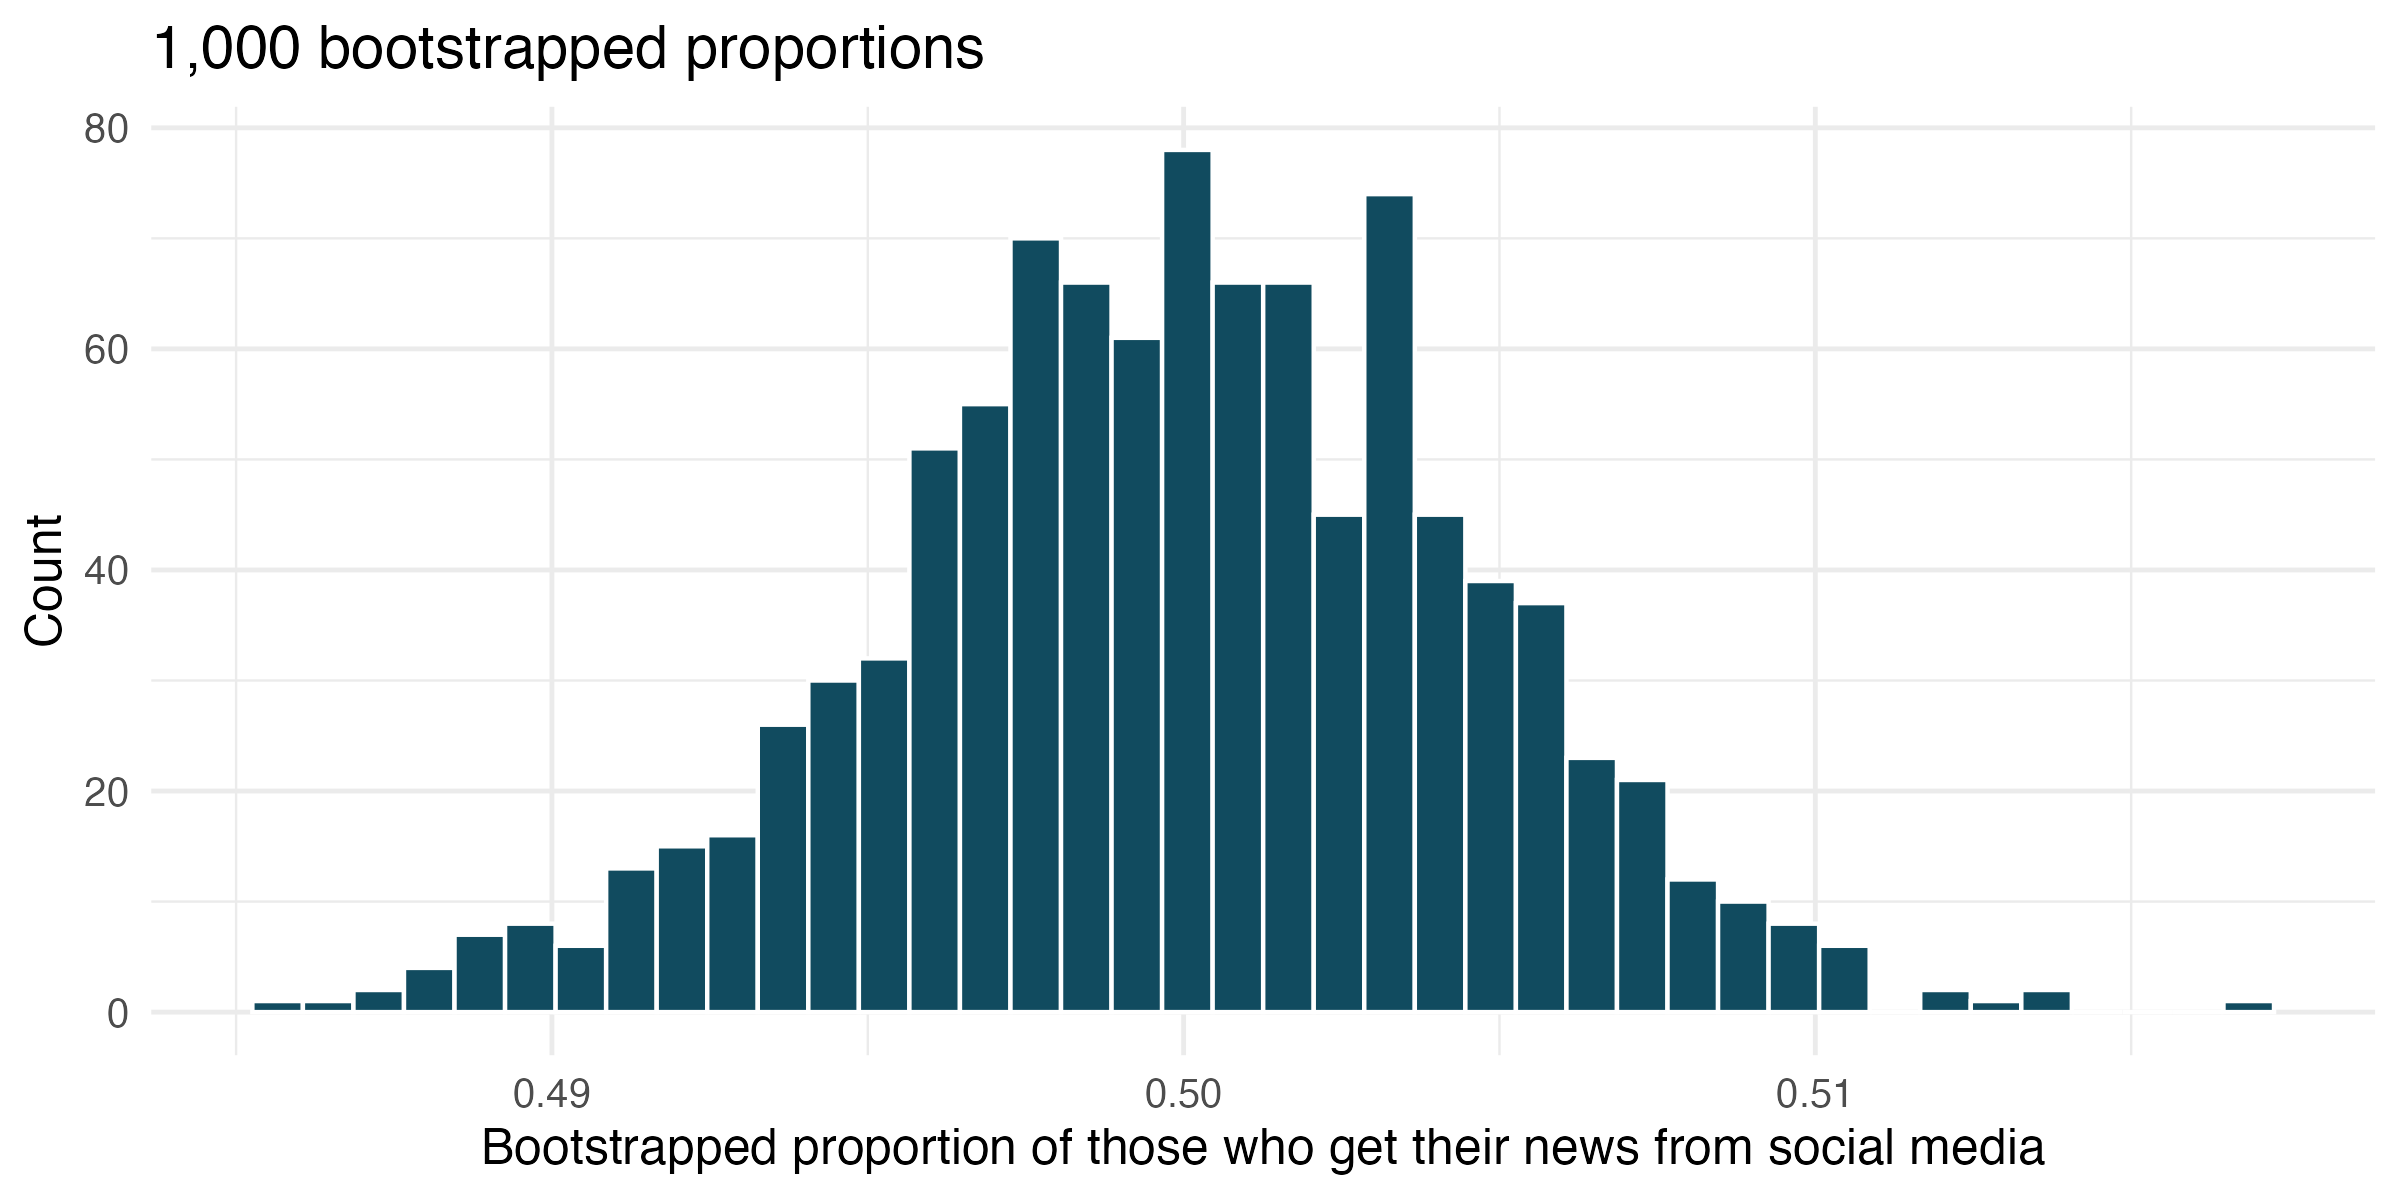 1,000 bootstrapped proportions
80
60
40
20
0
Count
0.49 0.50 0.51
Bootstrapped proportion of those who get their news from social media